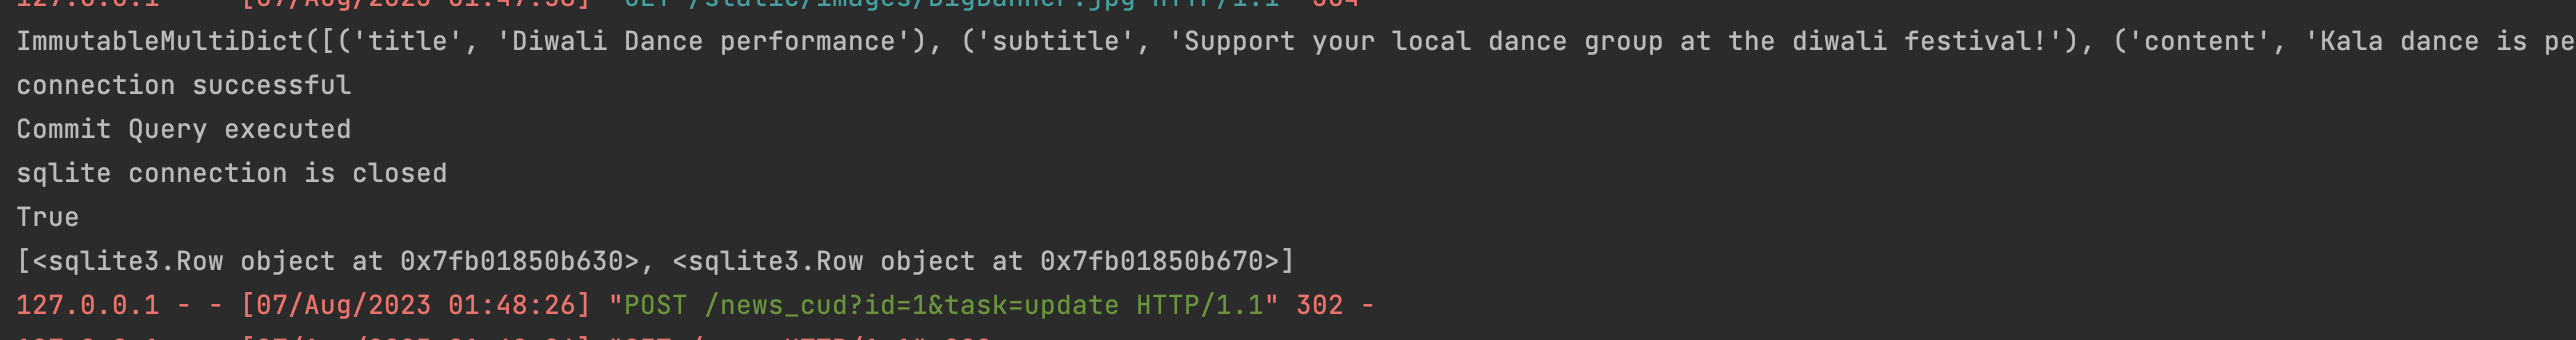 127.0.0.1 - - [07/Aug/2023 01:47:58] "GET /static/images/BigBanner.jpg HTTP/1.1" 304
ImmutableMultiDict([('title', 'Diwali Dance performance'), ('subtitle', 'Support your local dance group at the diwali festival!'), ('content', 'Kala dance is pe
connection successful
Commit Query executed
sqlite connection is closed
True
[<sqlite3.Row object at 0x7fb01850b630>, <sqlite3.Row object at 0x7fb01850b670>]
127.0.0.1 - - [07/Aug/2023 01:48:26] "POST /news_cud?id=1&task=update HTTP/1.1" 302 -